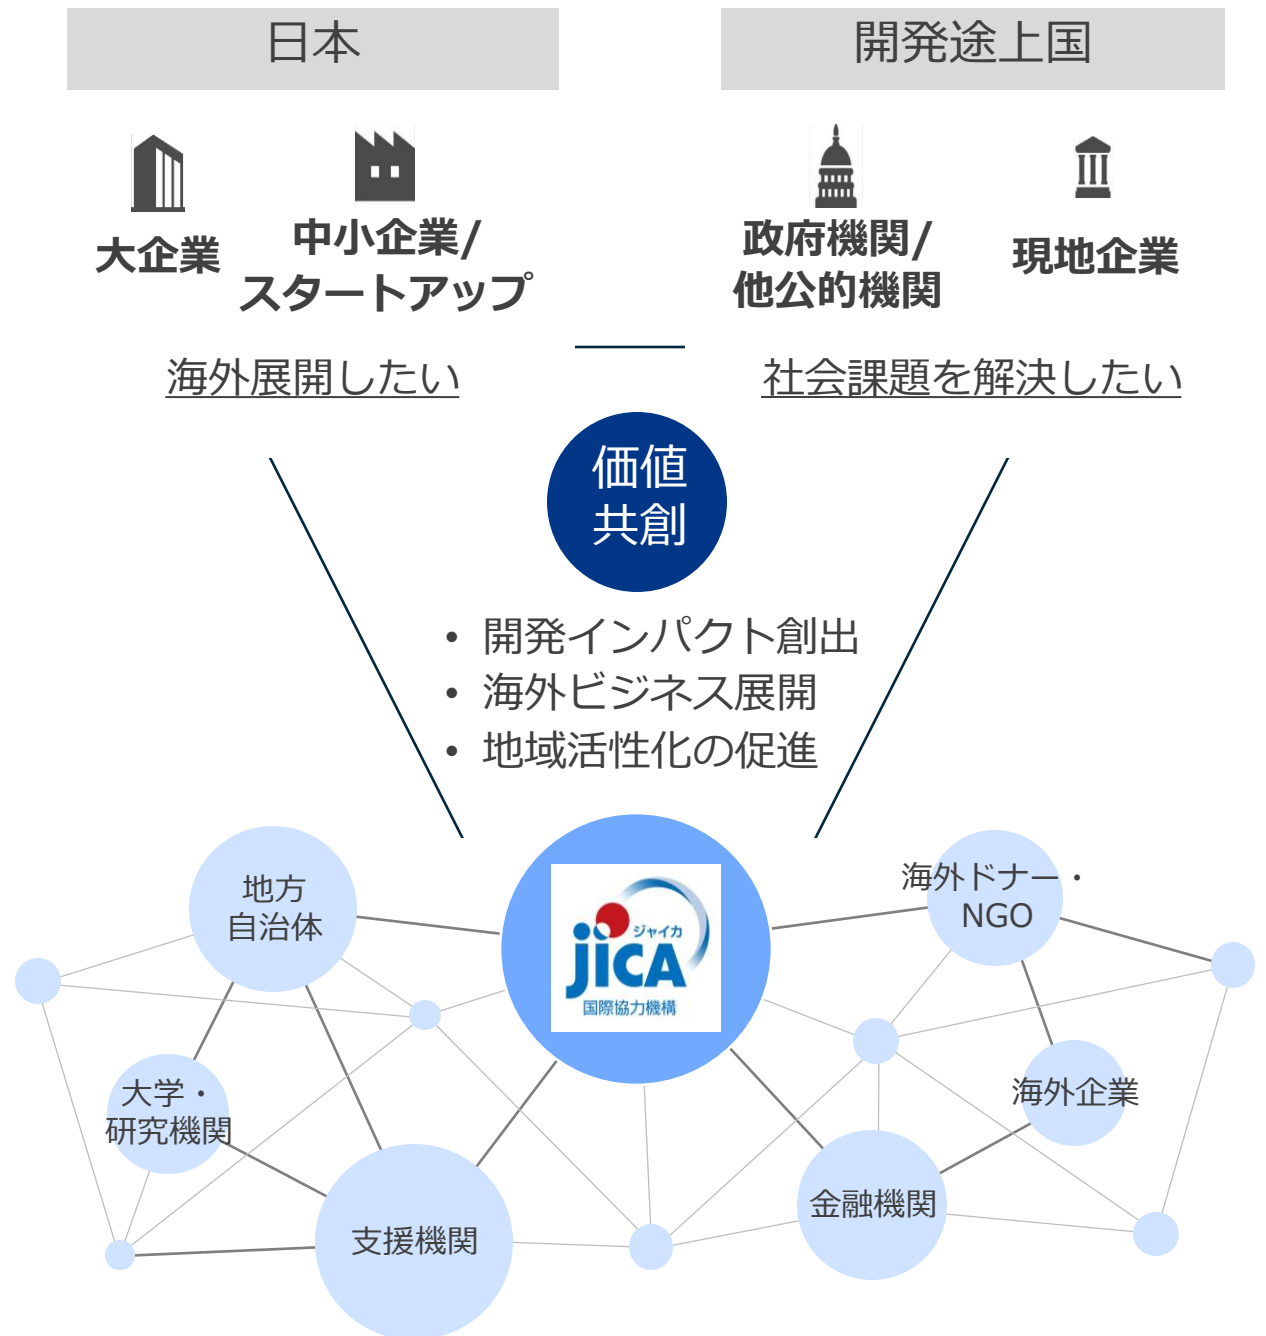 日本
開発途上国
大企業
中小企業/
スタートアップ
政府機関/
他公的機関
現地企業
海外展開したい
社会課題を解決したい
価値
共創
• 開発インパクト創出
• 海外ビジネス展開
• 地域活性化の促進
地方
自治体
ジャイカ
JICA
国際協力機構
海外ドナー・
NGO
大学・
研究機関
海外企業
支援機関
金融機関